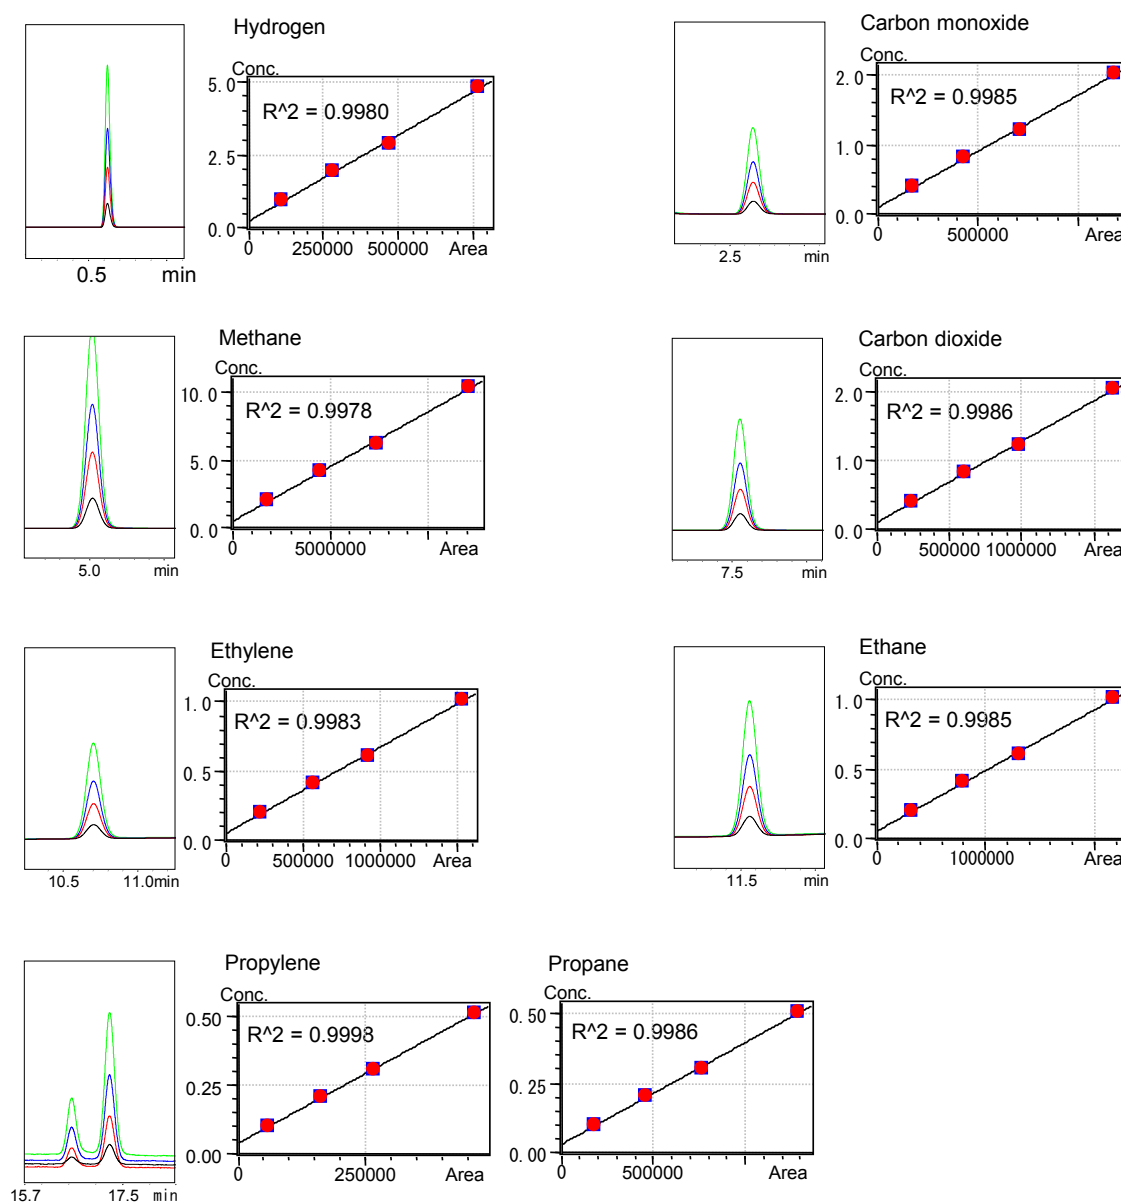 Hydrogen
Conc.
5.0
R^2 = 0.9980
2.5
0.0
0 250000 500000 Area
0.5 min
Carbon monoxide
Conc.
2.0
R^2 = 0.9985
1.0
0.0
0 500000 Area
2.5 min
Methane
Conc.
10.0
R^2 = 0.9978
5.0
0.0
0 5000000 Area
5.0 min
Carbon dioxide
Conc.
2.0
R^2 = 0.9986
1.0
0.0
0 500000 1000000 Area
7.5 min
Ethylene
Conc.
1.0
R^2 = 0.9983
0.5
0.0
0 500000 1000000 Area
10.5 11.0min
Ethane
Conc.
1.0
R^2 = 0.9985
0.5
0.0
0 1000000 Area
11.5 min
Propylene
Conc.
0.50
R^2 = 0.9998
0.25
0.00
0 250000 Area
15.7 17.5 min
Propane
Conc.
0.50
R^2 = 0.9986
0.25
0.00
0 500000 Area